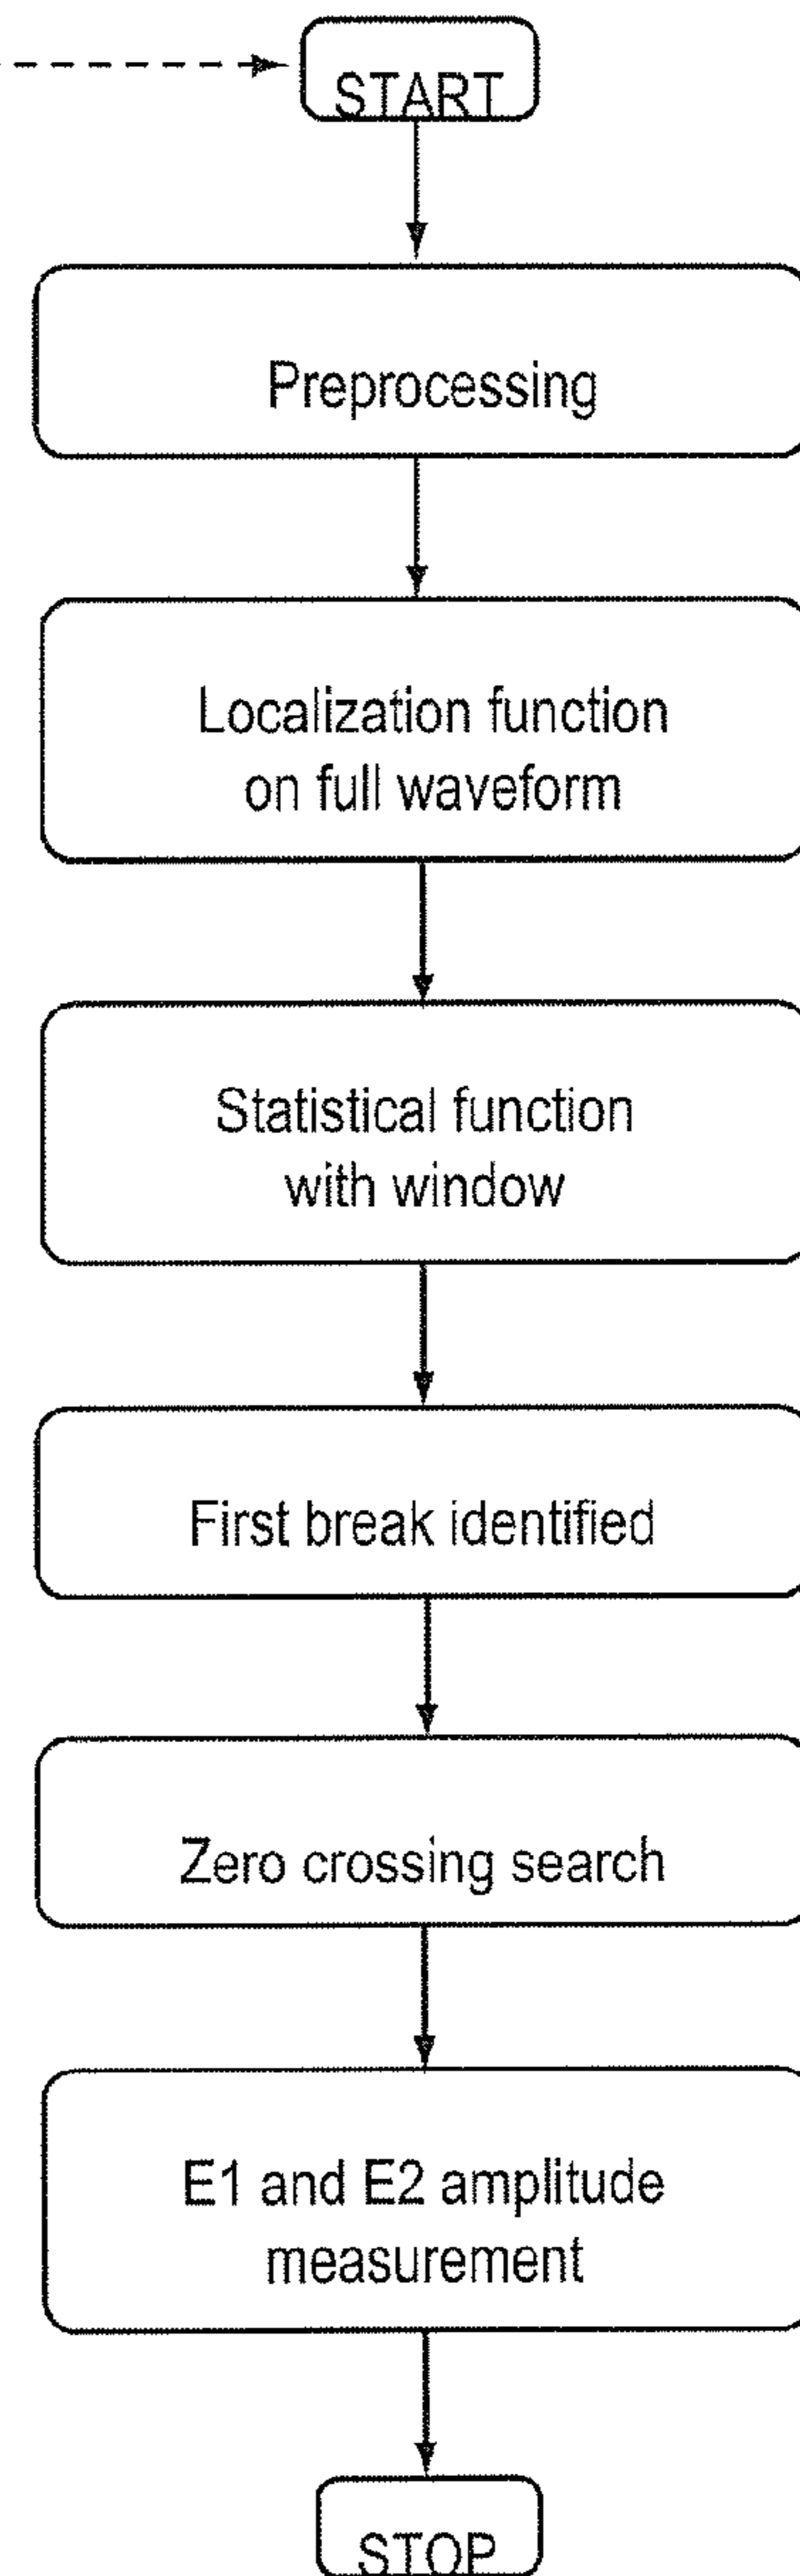 START
Preprocessing
Localization function
on full waveform
Statistical function
with window
First break identified
Zero crossing search
E1 and E2 amplitude
measurement
STOP